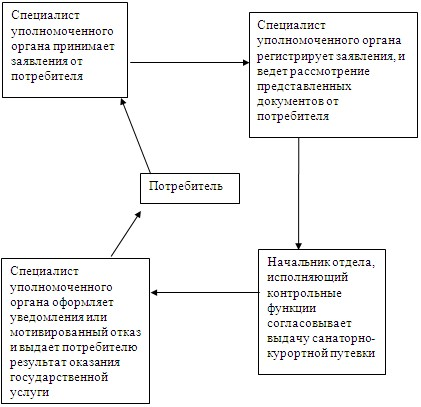 Специалист
уполномоченного
органа принимает
заявления от
потребителя
Специалист
уполномоченного органа
регистрирует заявления, и
ведет рассмотрение
представленных
документов от
потребителя
Потребитель
Специалист
уполномоченного
органа оформляет
уведомления или
мотивированный отказ
и выдает потребителю
результат оказания
государственной
услуги
Начальник отдела,
исполняющий
контрольные
функции
согласовывает
выдачу санаторно-
курортной путевки